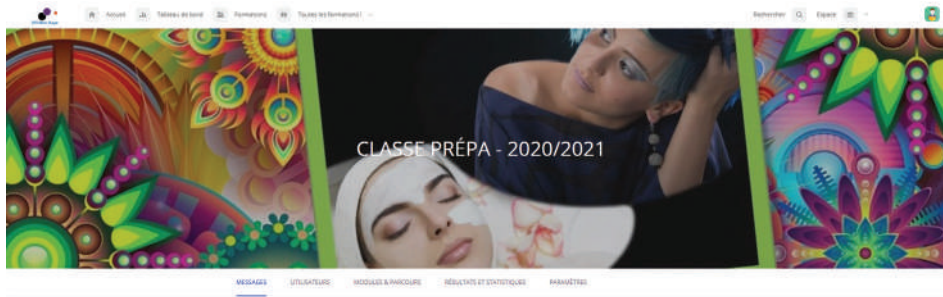 Accueil Tableau de bord Formations Toutes les formations ! Rechercher Espace
CLASSE PRÉPA - 2020/2021
MESSAGES UTILISATEURS MODULES & PARCOURS RÉSULTATS ET STATISTIQUES PARAMÈTRES